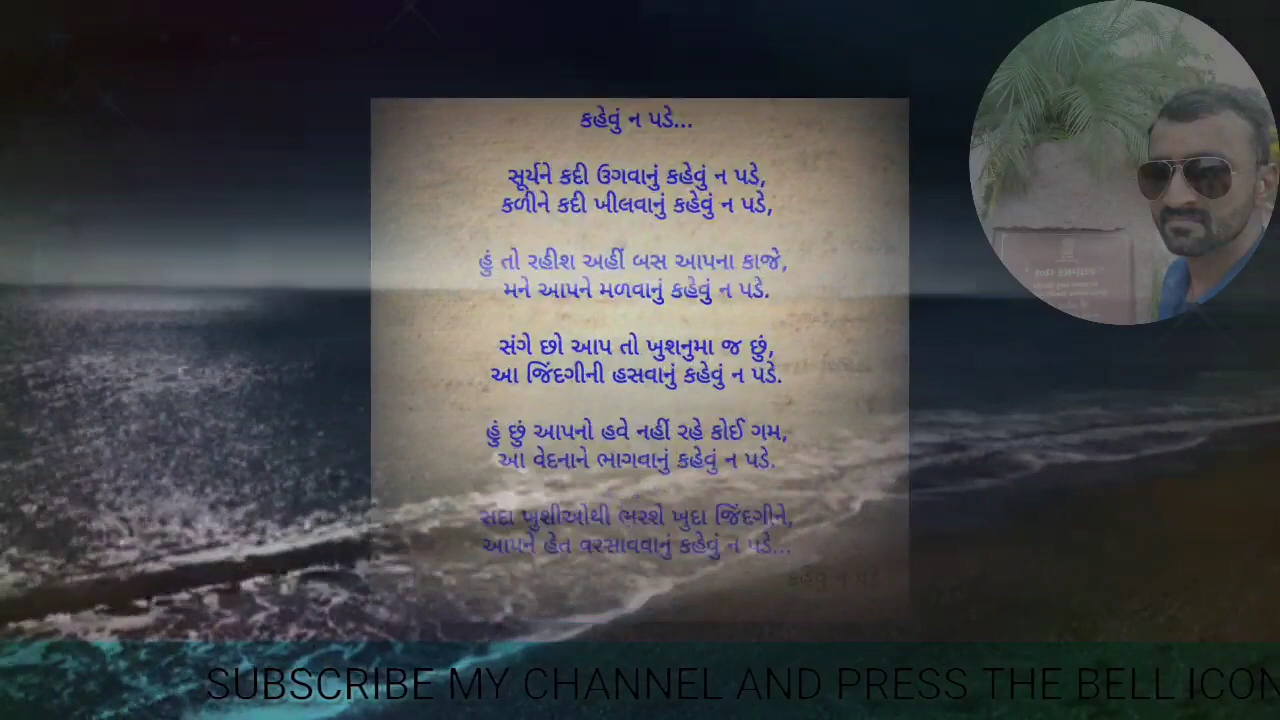 કહેવું ન પડે...
સૂર્યને કદી ઉગવાનું કહેવું ન પડે,
કળીને કદી ખીલવાનું કહેવું ન પડે,
હું તો રહીશ અહીં બસ આપના કાજે,
મને આપને મળવાનું કહેવું ન પડે.
સંગે છો આપ તો ખુશનુમા જ છું,
આ જિંદગીની હસવાનું કહેવું ન પડે.
હું છું આપનો હવે નહીં રહે કોઈ ગમ,
આ વેદનાને ભાગવાનું કહેવું ન પડે.
સદા ખુશીઓથી ભરશે ખુદા જિંદગીને,
આપને હેત વરસાવવાનું કહેવું ન પડે...
કહેવું ન પડે
SUBSCRIBE MY CHANNEL AND PRESS THE BELL ICON